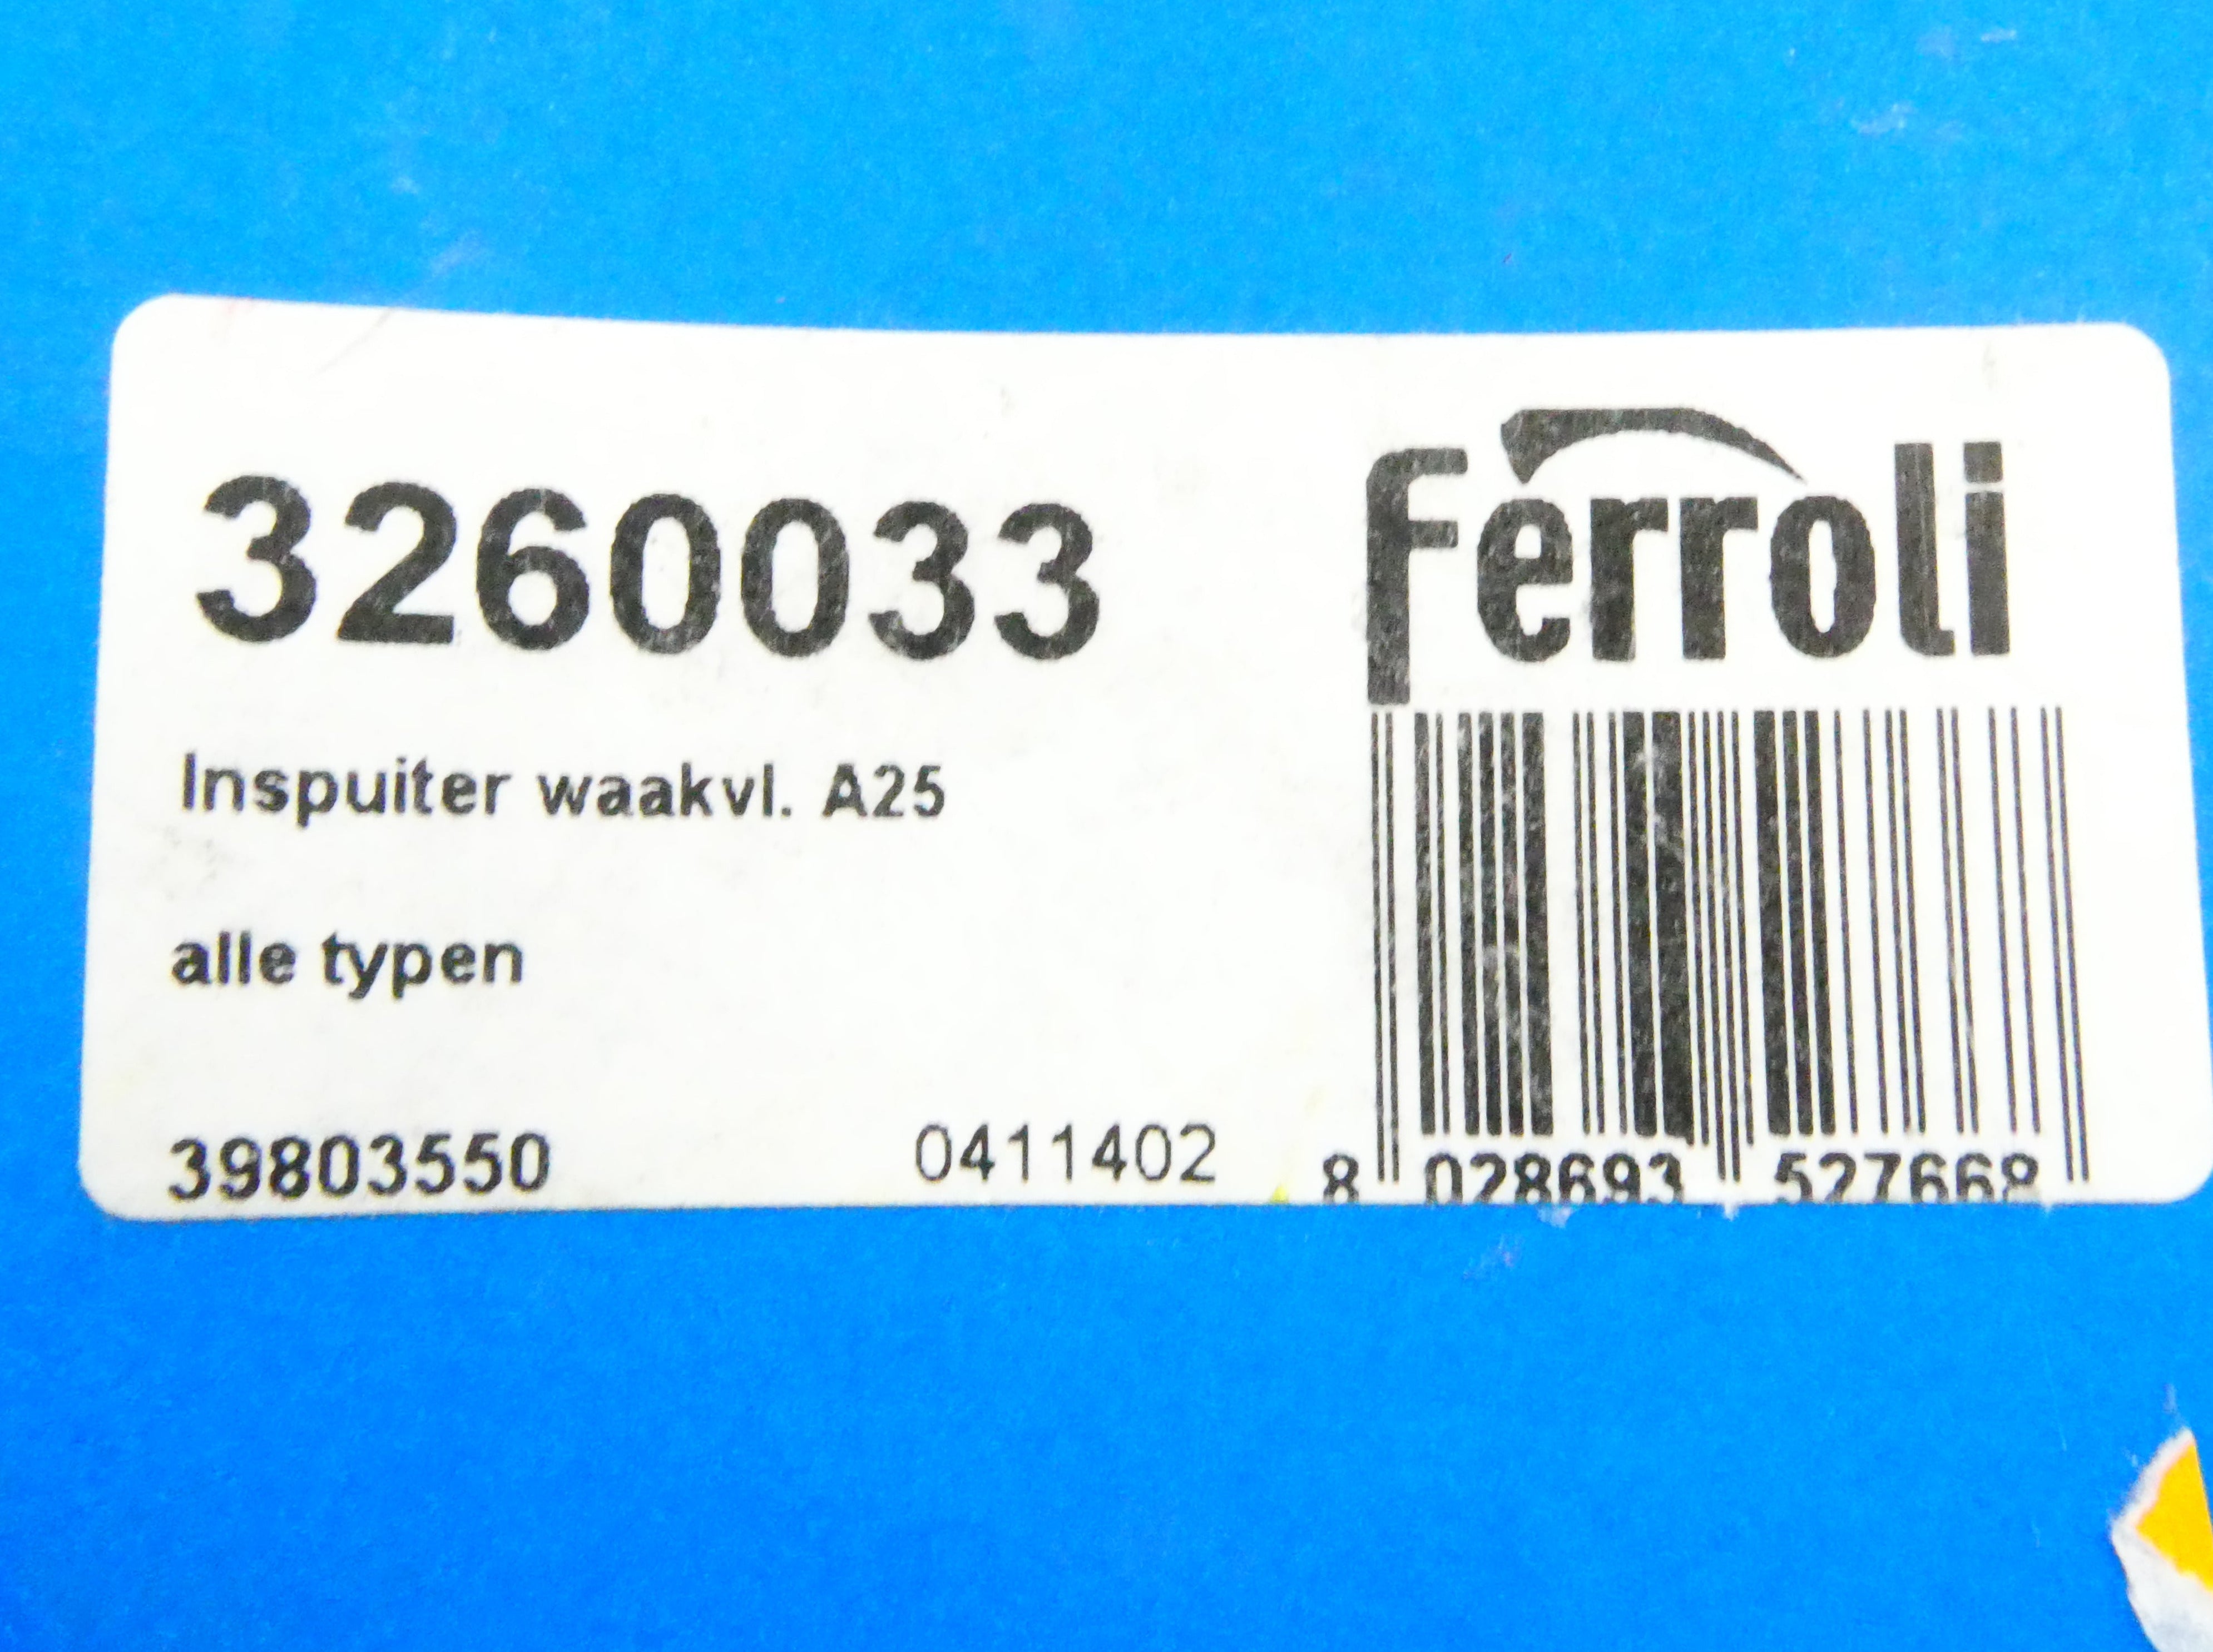 3260033
Ferroli
Inspuiter waakvl. A25
alle typen
39803550
0411402
8 028693 527668